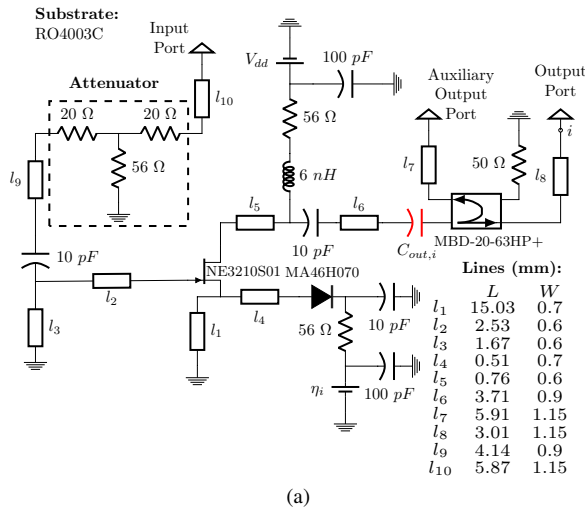 Substrate:
RO4003C
Input
Port
Attenuator
20 Ω
20 Ω
56 Ω
l10
l9
10 pF
l2
l3
Vdd
100 pF
56 Ω
6 nH
l5
l6
10 pF
Cout,i
NE3210S01
MA46H070
l1
l4
56 Ω
10 pF
100 pF
ηi
Auxiliary
Output
Port
Output
Port
i
l7
50 Ω
l8
MBD-20-63HP+
Lines (mm):
L W
l1 15.03 0.7
l2 2.53 0.6
l3 1.67 0.6
l4 0.51 0.7
l5 0.76 0.6
l6 3.71 0.9
l7 5.91 1.15
l8 3.01 1.15
l9 4.14 0.9
l10 5.87 1.15
(a)